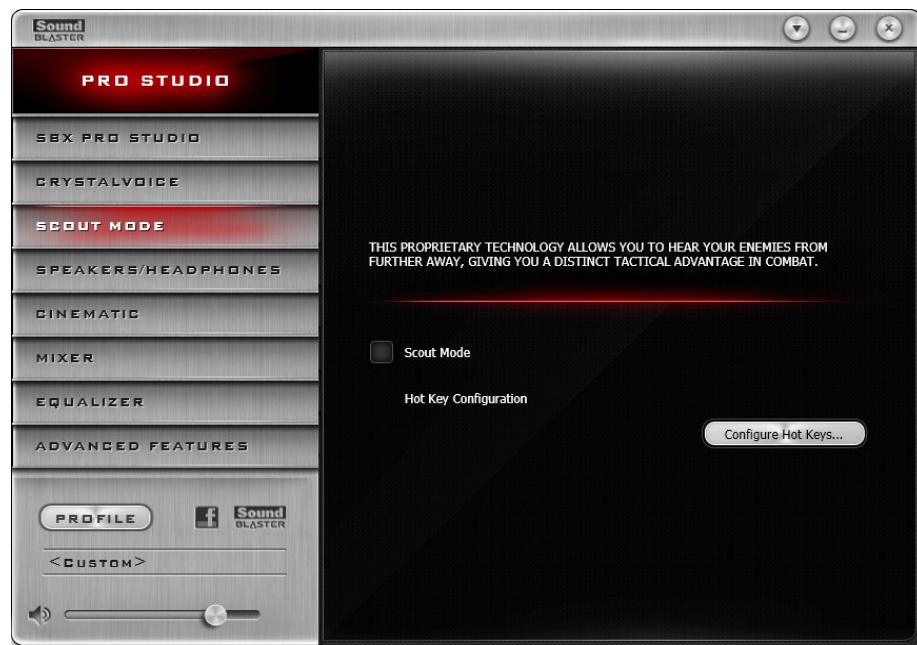 Sound
BLASTER
PRO STUDIO
SBX PRO STUDIO
CRYSTALVOICE
SCOUT MODE
SPEAKERS/HEADPHONES
CINEMATIC
MIXER
EQUALIZER
ADVANCED FEATURES
PROFILE
f
Sound
BLASTER
<CUSTOM>
THIS PROPRIETARY TECHNOLOGY ALLOWS YOU TO HEAR YOUR ENEMIES FROM
FURTHER AWAY, GIVING YOU A DISTINCT TACTICAL ADVANTAGE IN COMBAT.
Scout Mode
Hot Key Configuration
Configure Hot Keys...